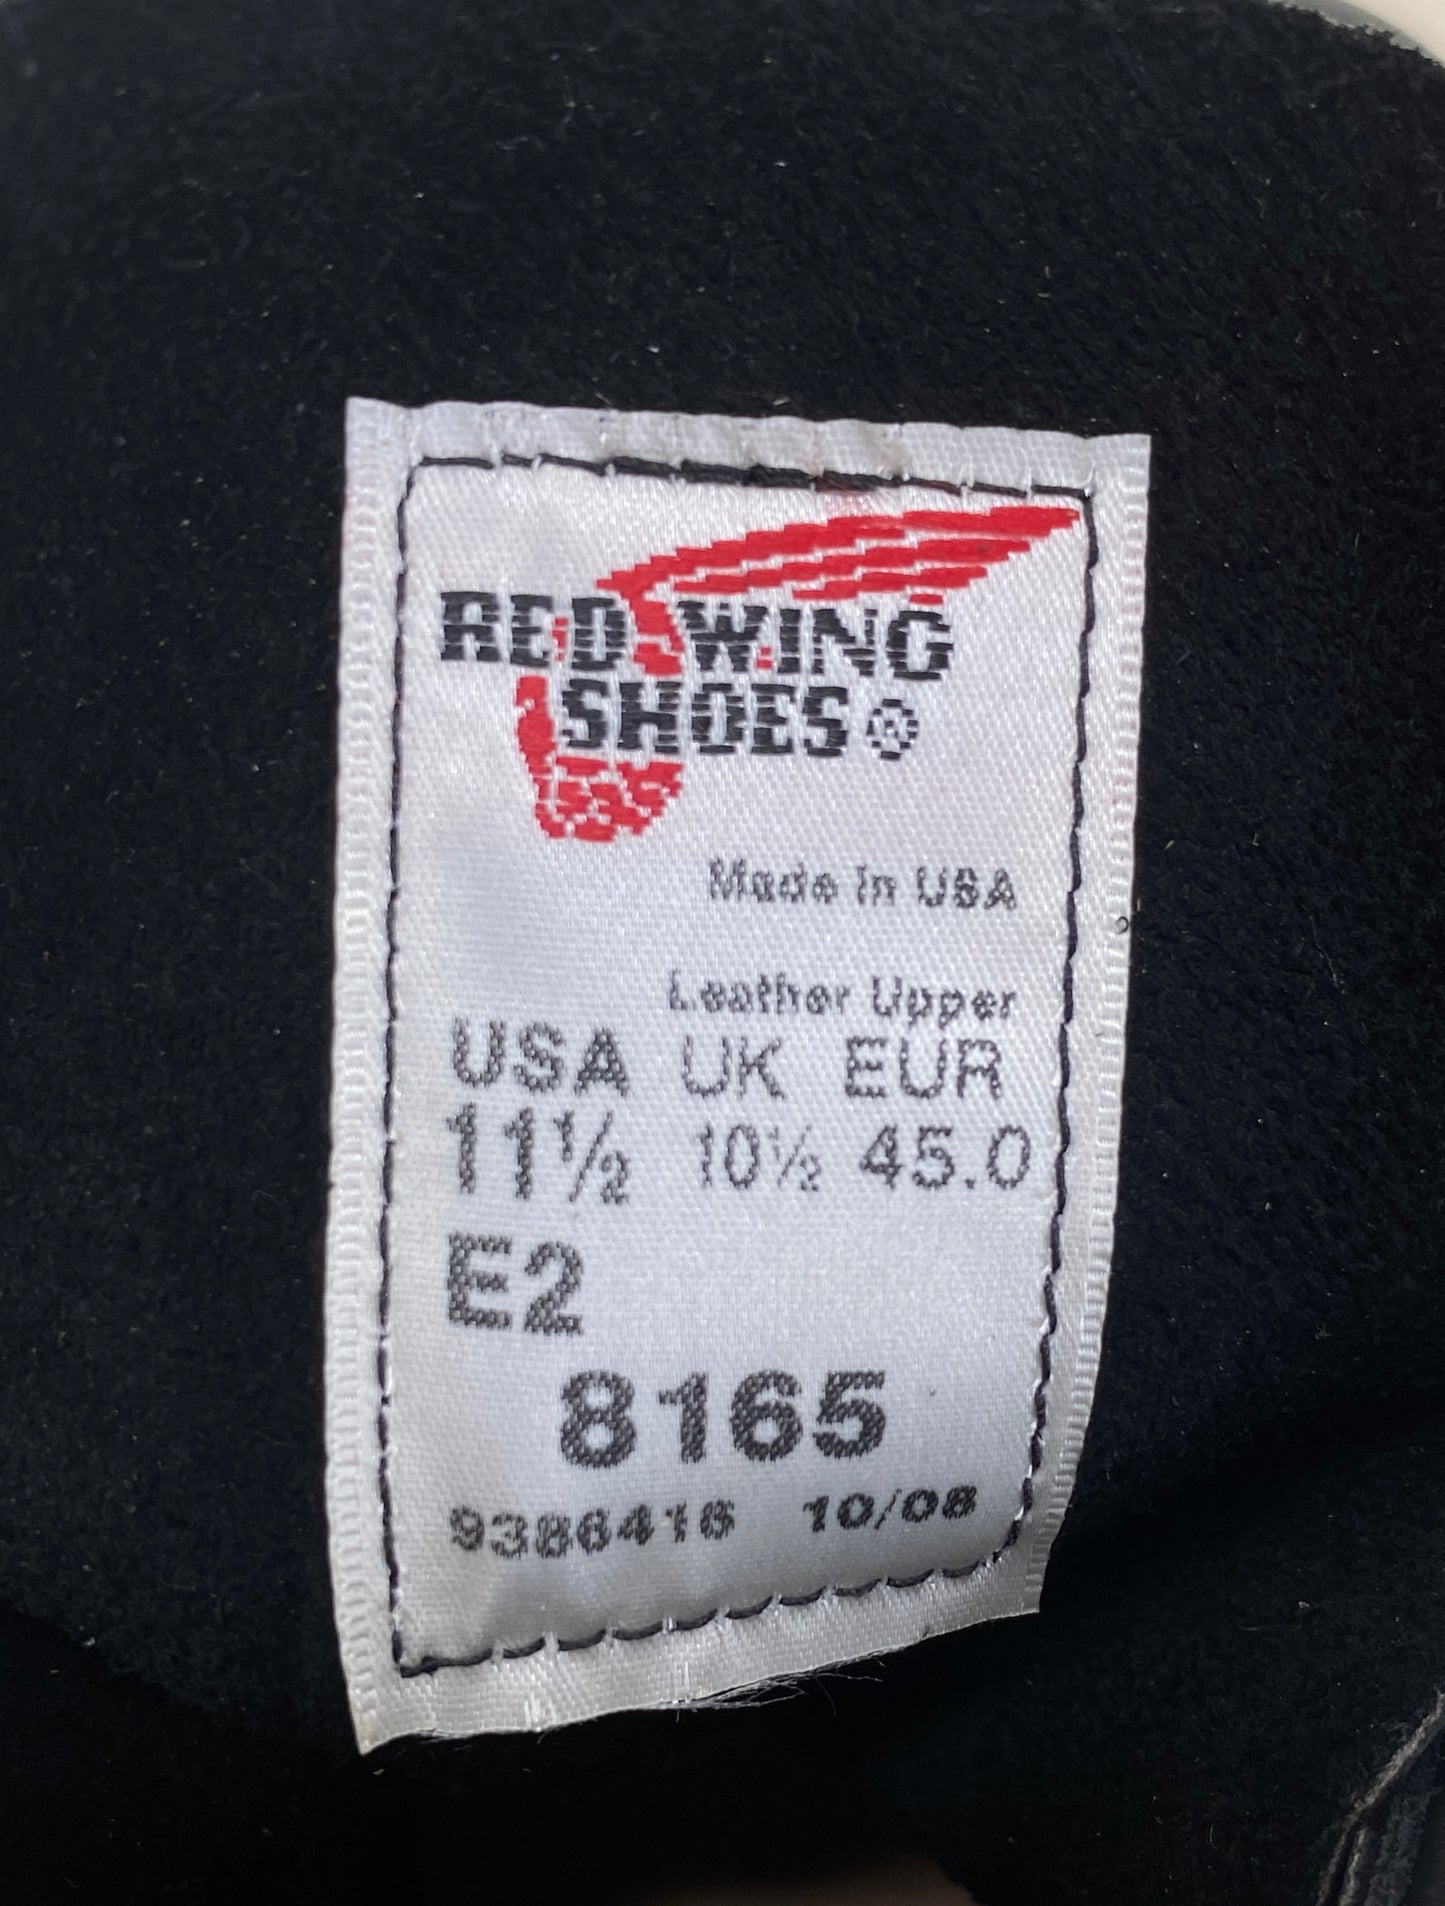 RED WING
SHOES®
Made in USA
Leather Upper
USA UK EUR
11½ 10½ 45.0
E2
8165
9386416 10/08